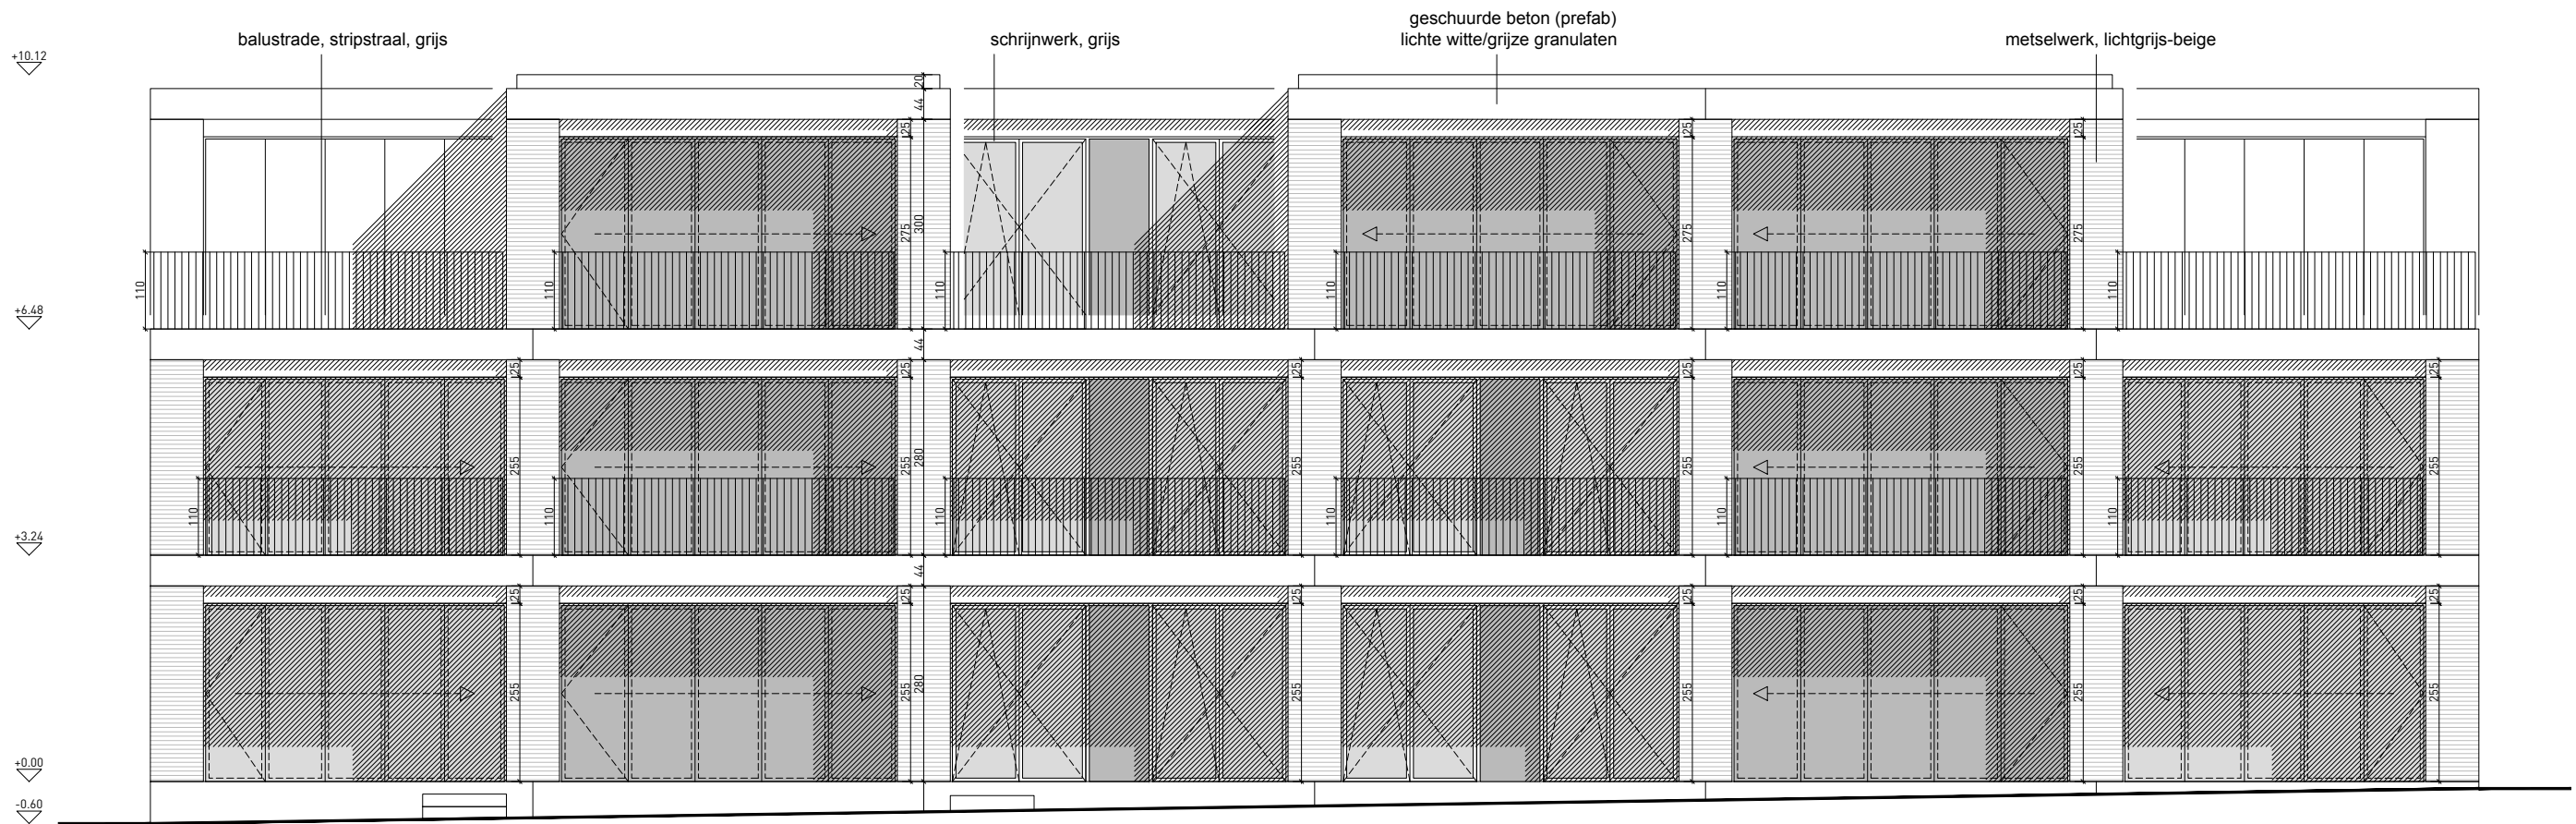 geschuurde beton (prefab)
balustrade, stripstraal, grijs
schrijnwerk, grijs
lichte witte/grijze granulaten
metselwerk, lichtgrijs-beige
+10.12
20
44
25 25 25
275 300 275 275
110 110 110 110 110 110
+6.48
44
25 25 25 25 25 25
255 255 280 255 255 255 255
110 110 110 110 110 110
+3.24
44
25 25 25 25 25 25
255 255 280 255 255 255 255
+0.00
-0.60